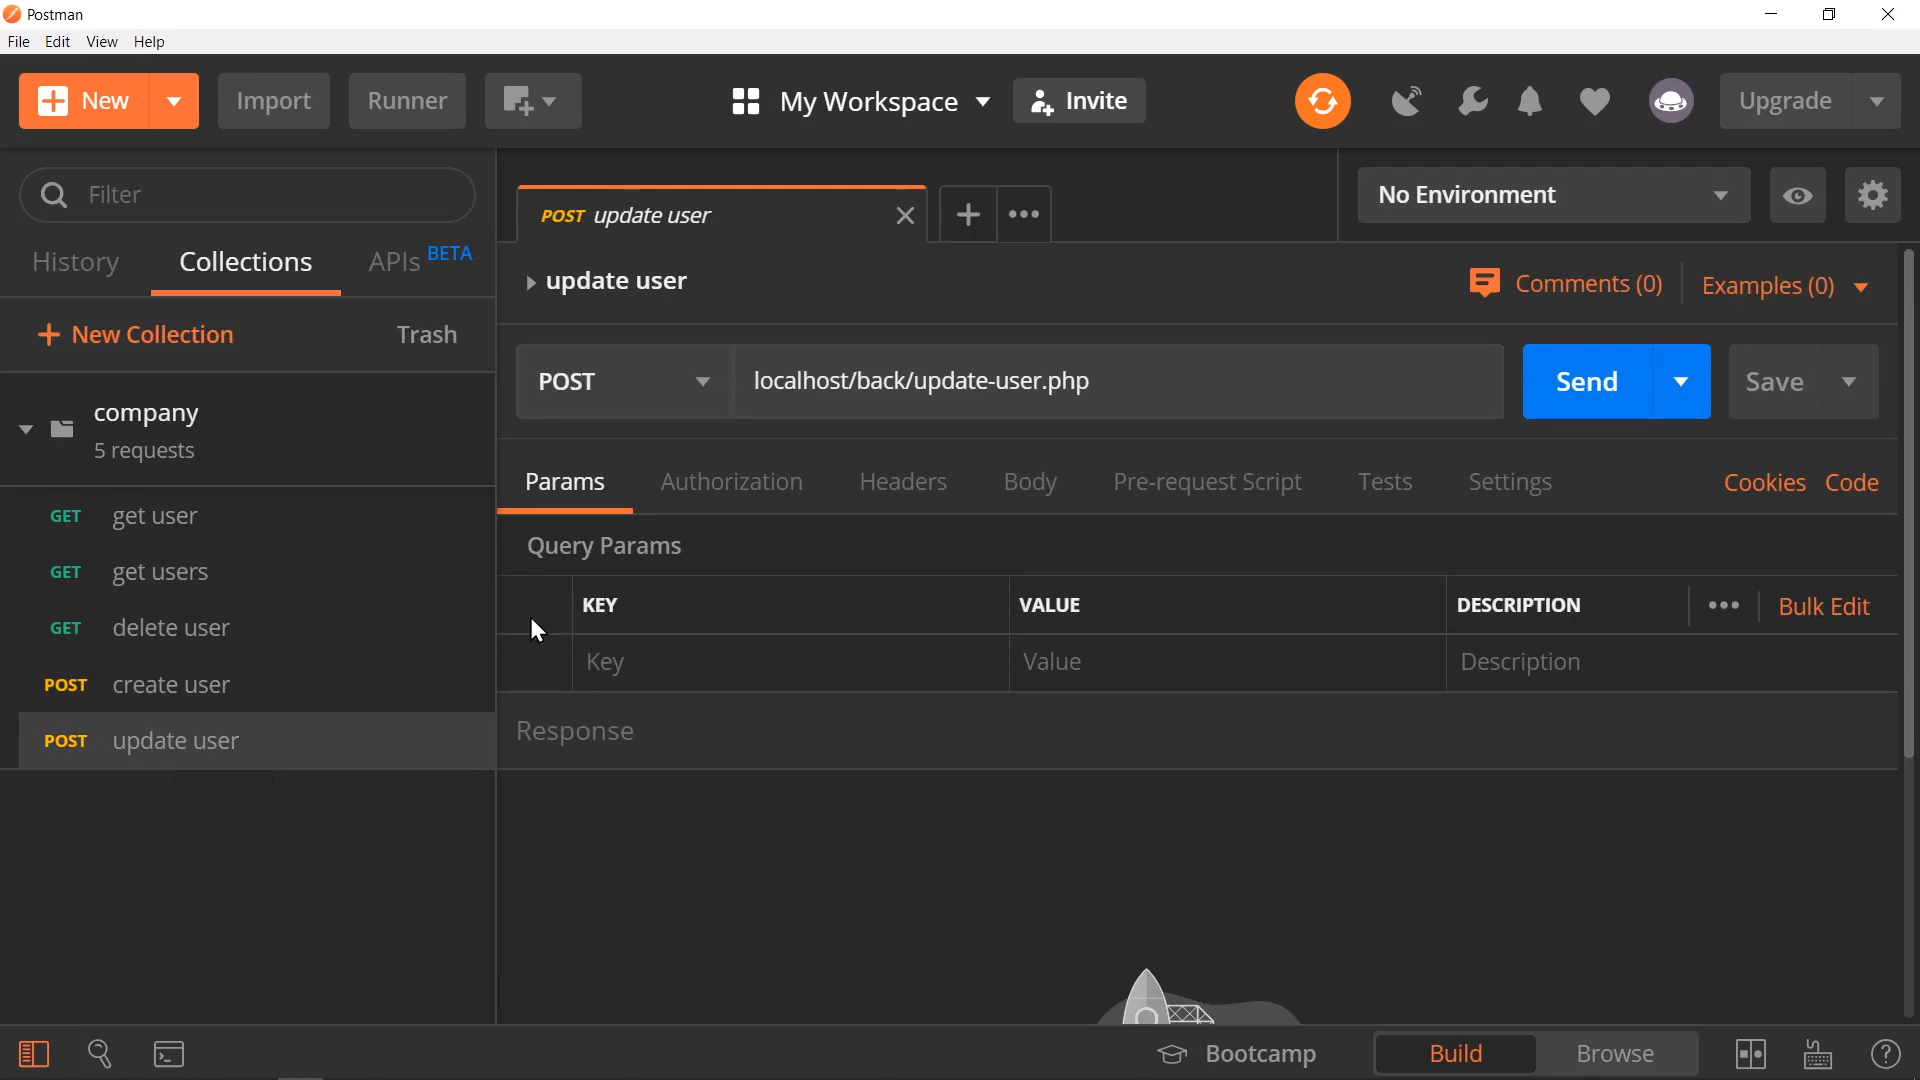 Postman
File Edit View Help
New Import Runner My Workspace Invite Upgrade
Filter
History Collections APIs BETA
New Collection Trash
company
5 requests
GET get user
GET get users
GET delete user
POST create user
POST update user
POST update user
No Environment
update user
Comments (0) Examples (0)
POST localhost/back/update-user.php Send Save
Params Authorization Headers Body Pre-request Script Tests Settings Cookies Code
Query Params
KEY VALUE DESCRIPTION Bulk Edit
Key Value Description
Response
Bootcamp Build Browse